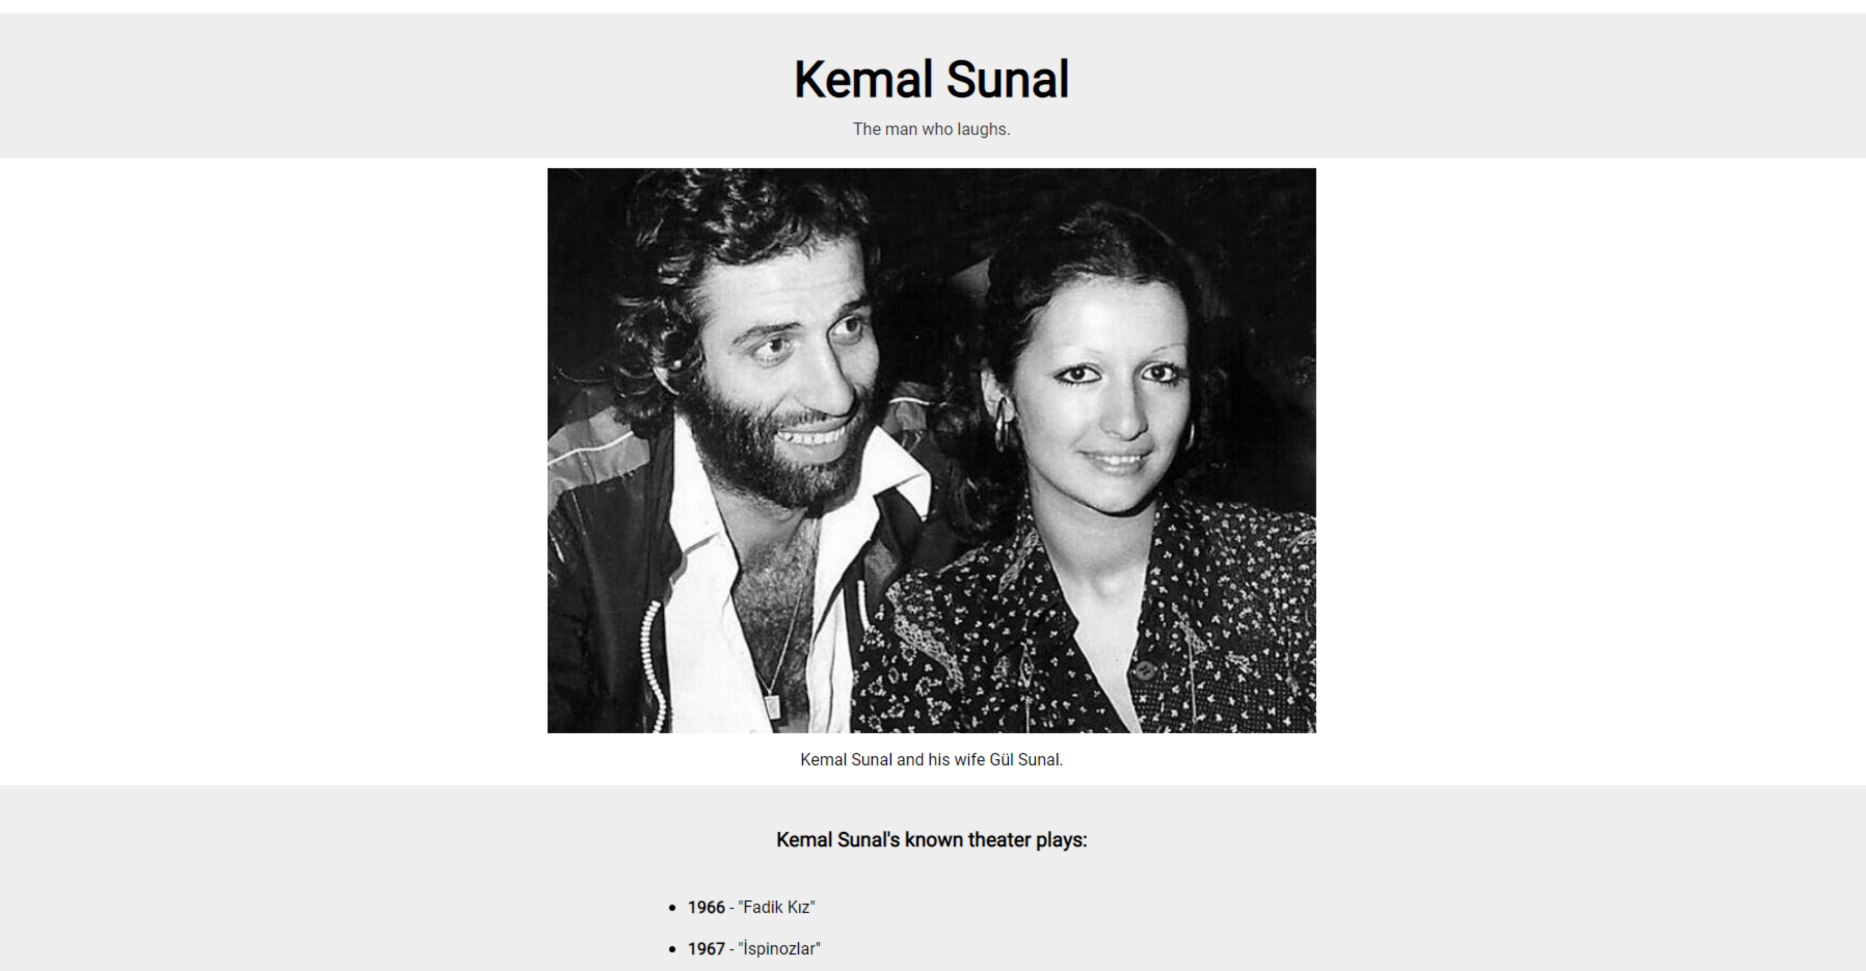 Kemal Sunal
The man who laughs.
Kemal Sunal and his wife Gül Sunal.
Kemal Sunal's known theater plays:
• 1966 - "Fadik Kız"
• 1967 - "İspinozlar"